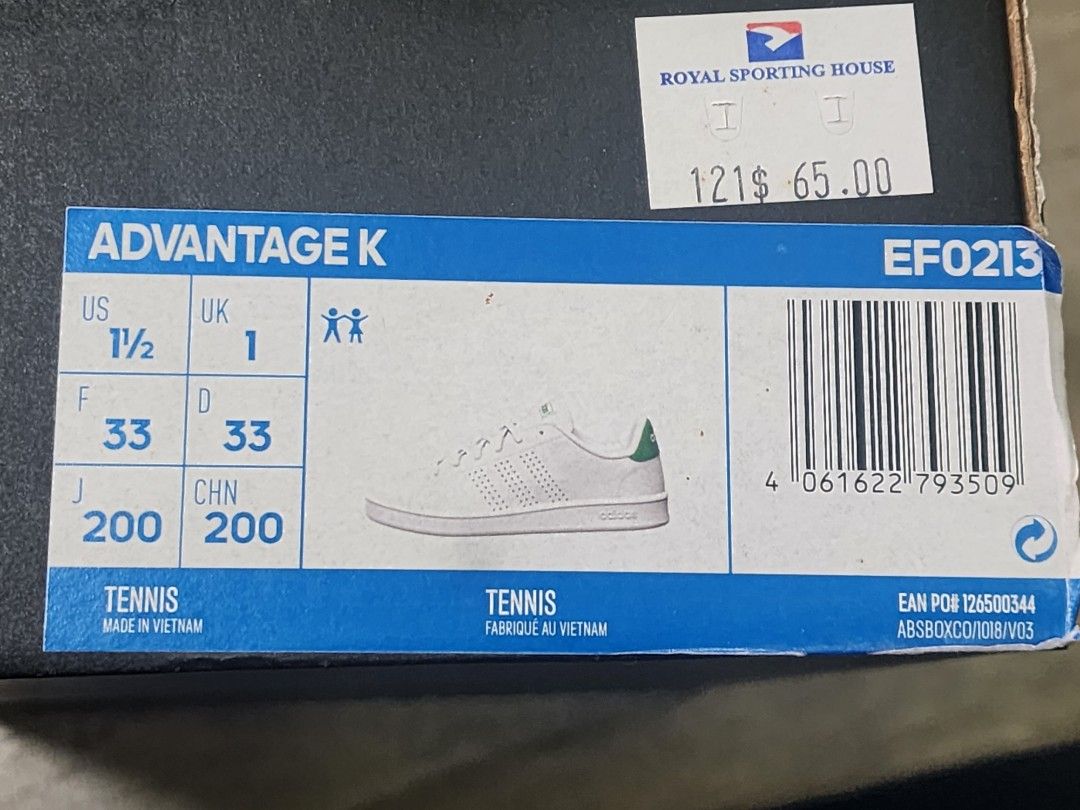 ROYAL SPORTING HOUSE
121$ 65.00
ADVANTAGE K
EF0213
US
1½
UK
1
F
33
D
33
J
200
CHN
200
adidas
4 061622 793509
TENNIS
MADE IN VIETNAM
TENNIS
FABRIQUÉ AU VIETNAM
EAN PO# 126500344
ABSBOXCO/1018/V03